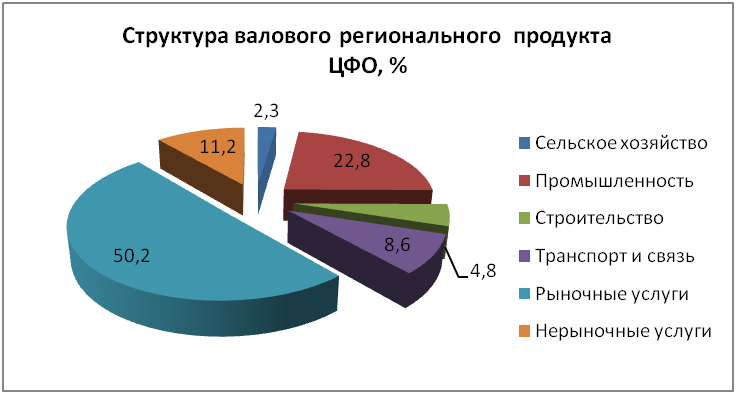 Структура валового регионального продукта
ЦФО, %
2,3
11,2
22,8
50,2
8,6
4,8
Сельское хозяйство
Промышленность
Строительство
Транспорт и связь
Рыночные услуги
Нерыночные услуги